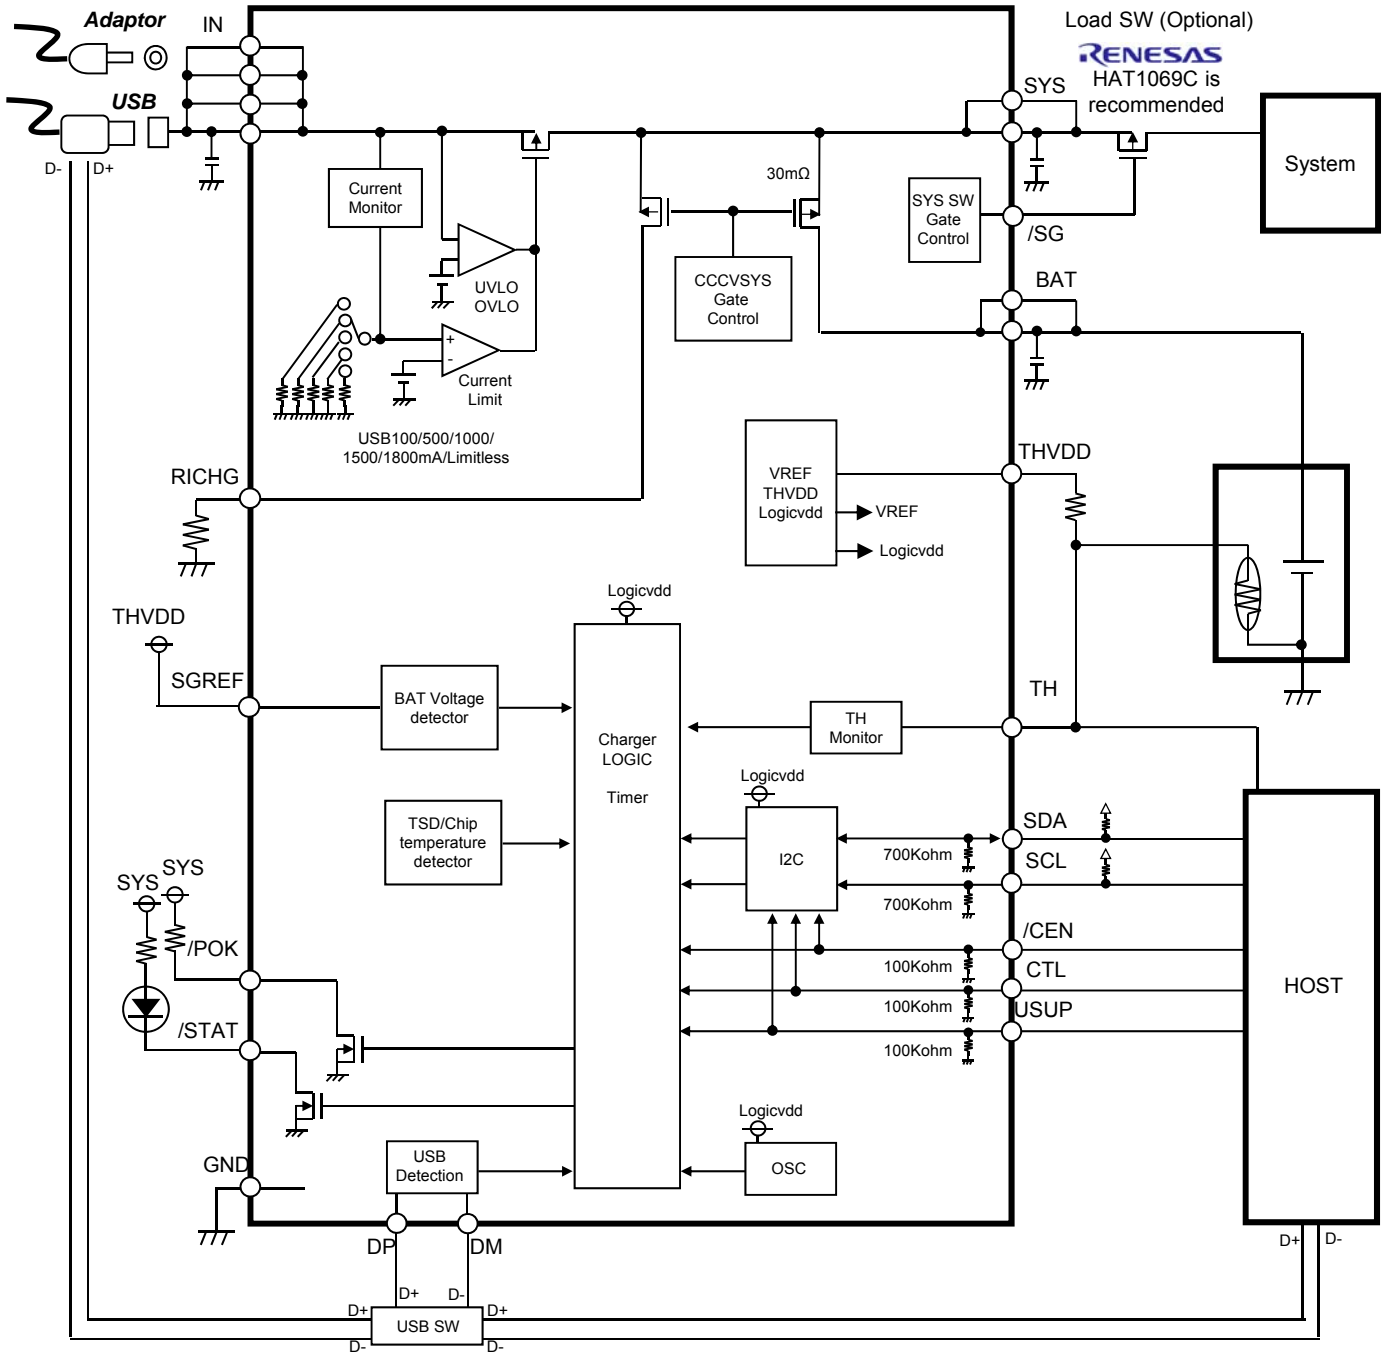 Adaptor
IN
Load SW (Optional)
RENESAS
HAT1069C is
recommended
USB
SYS
D-
D+
System
Current
Monitor
30mΩ
SYS SW
Gate
Control
/SG
UVLO
OVLO
CCCVSYS
Gate
Control
BAT
+
-
Current
Limit
USB100/500/1000/
1500/1800mA/Limitless
RICHG
THVDD
VREF
THVDD
Logicvdd
VREF
Logicvdd
Logicvdd
THVDD
SGREF
BAT Voltage
detector
TH
TH
Monitor
Charger
LOGIC
Timer
Logicvdd
TSD/Chip
temperature
detector
I2C
SDA
700Kohm
SCL
700Kohm
SYS
SYS
/POK
/CEN
100Kohm
CTL
100Kohm
USUP
100Kohm
HOST
/STAT
Logicvdd
OSC
USB
Detection
GND
DP
DM
D+
D-
D+
D-
D+
D+
USB SW
D-
D-